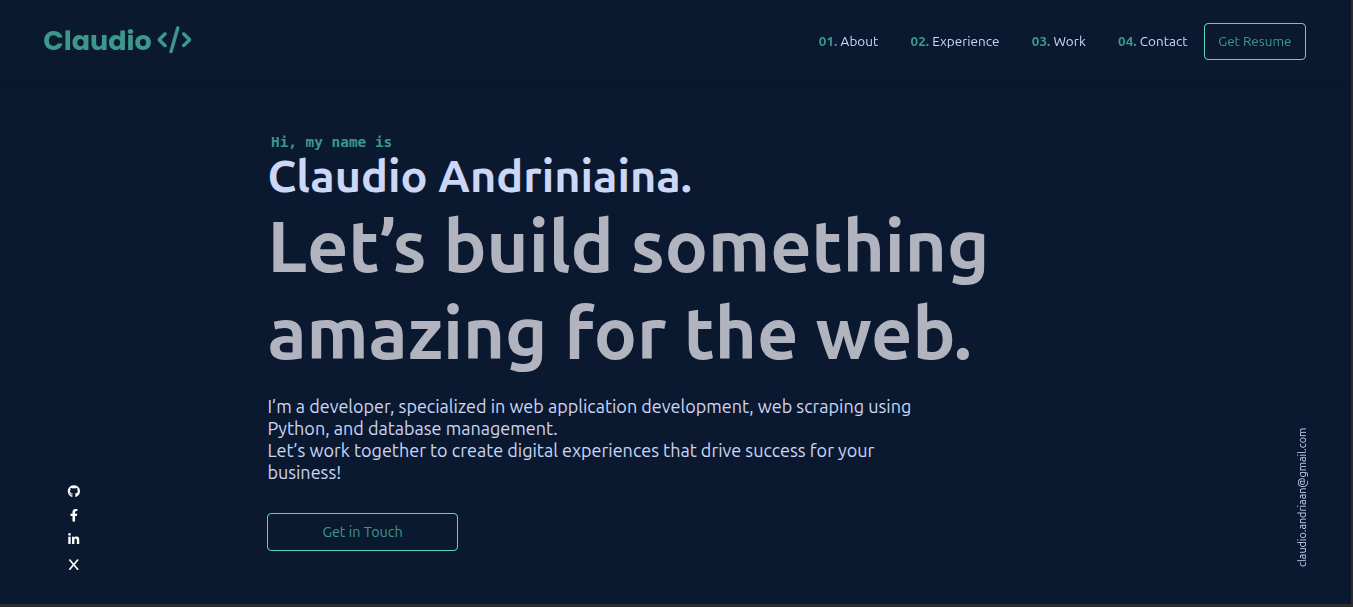 Claudio </>
01. About 02. Experience 03. Work 04. Contact Get Resume
Hi, my name is
Claudio Andriniaina.
Let’s build something
amazing for the web.
I’m a developer, specialized in web application development, web scraping using
Python, and database management.
Let’s work together to create digital experiences that drive success for your
business!
Get in Touch
claudio.andriaan@gmail.com